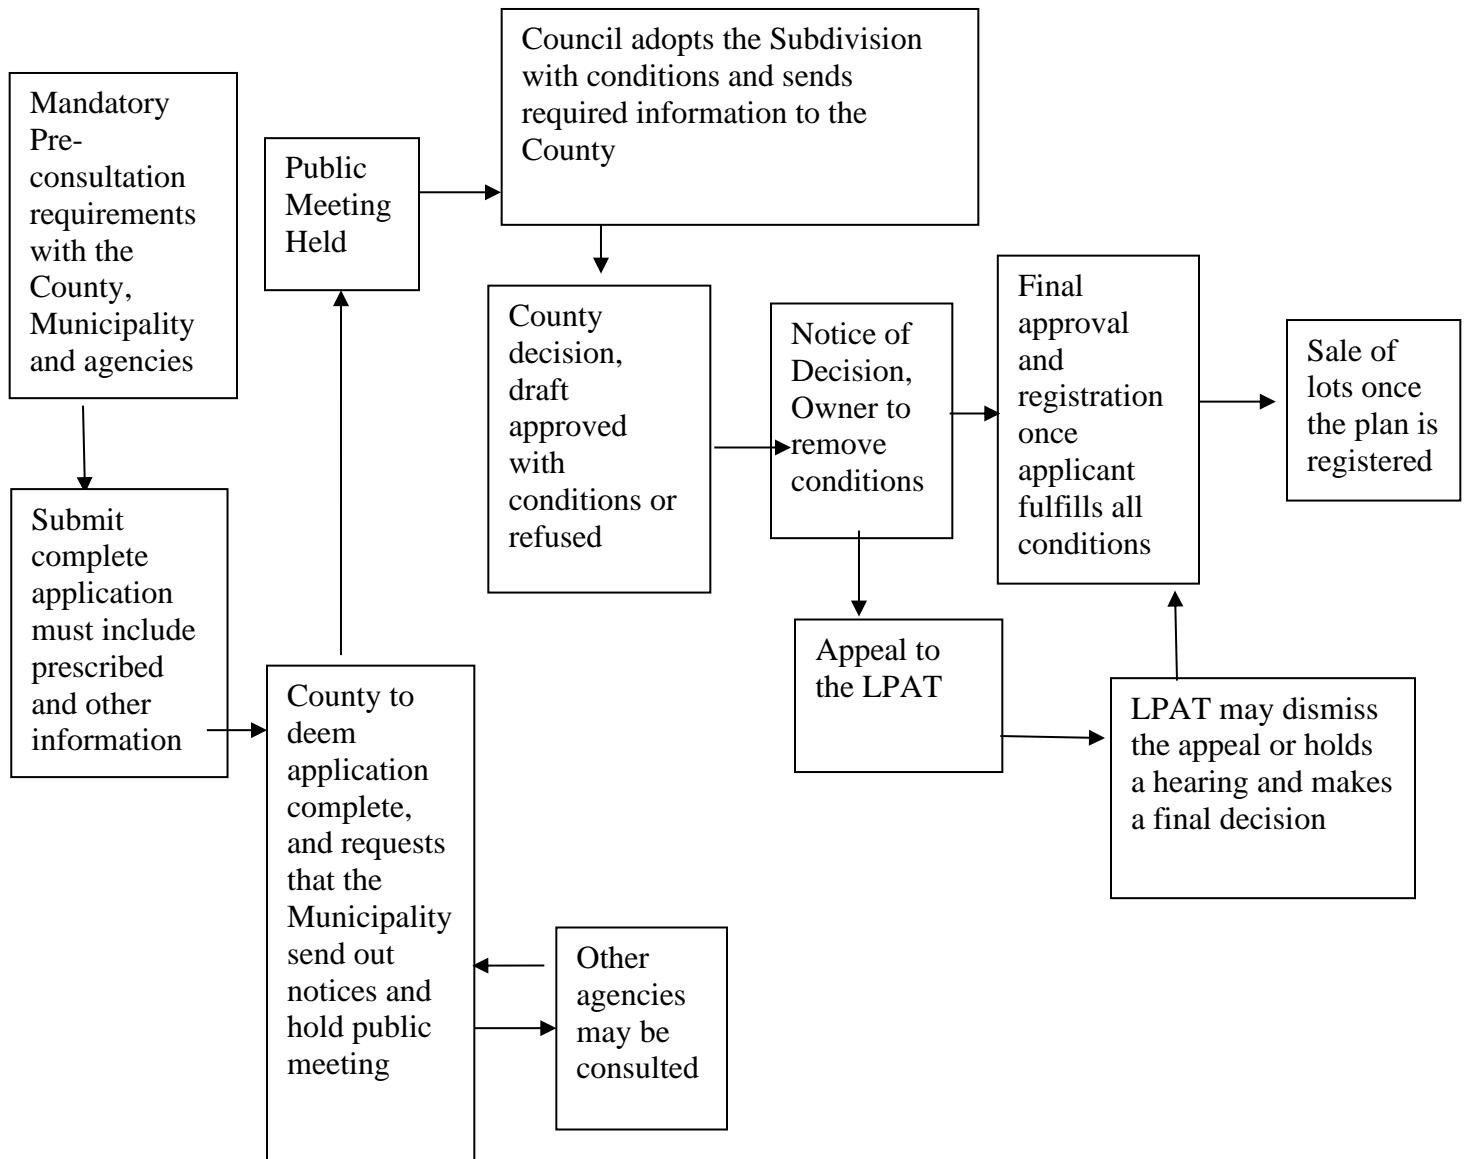 Mandatory
Pre-
consultation
requirements
with the
County,
Municipality
and agencies
Submit
complete
application
must include
prescribed
and other
information
County to
deem
application
complete,
and requests
that the
Municipality
send out
notices and
hold public
meeting
Other
agencies
may be
consulted
Public
Meeting
Held
Council adopts the Subdivision
with conditions and sends
required information to the
County
County
decision,
draft
approved
with
conditions or
refused
Notice of
Decision,
Owner to
remove
conditions
Appeal to
the LPAT
LPAT may dismiss
the appeal or holds
a hearing and makes
a final decision
Final
approval
and
registration
once
applicant
fulfills all
conditions
Sale of
lots once
the plan is
registered